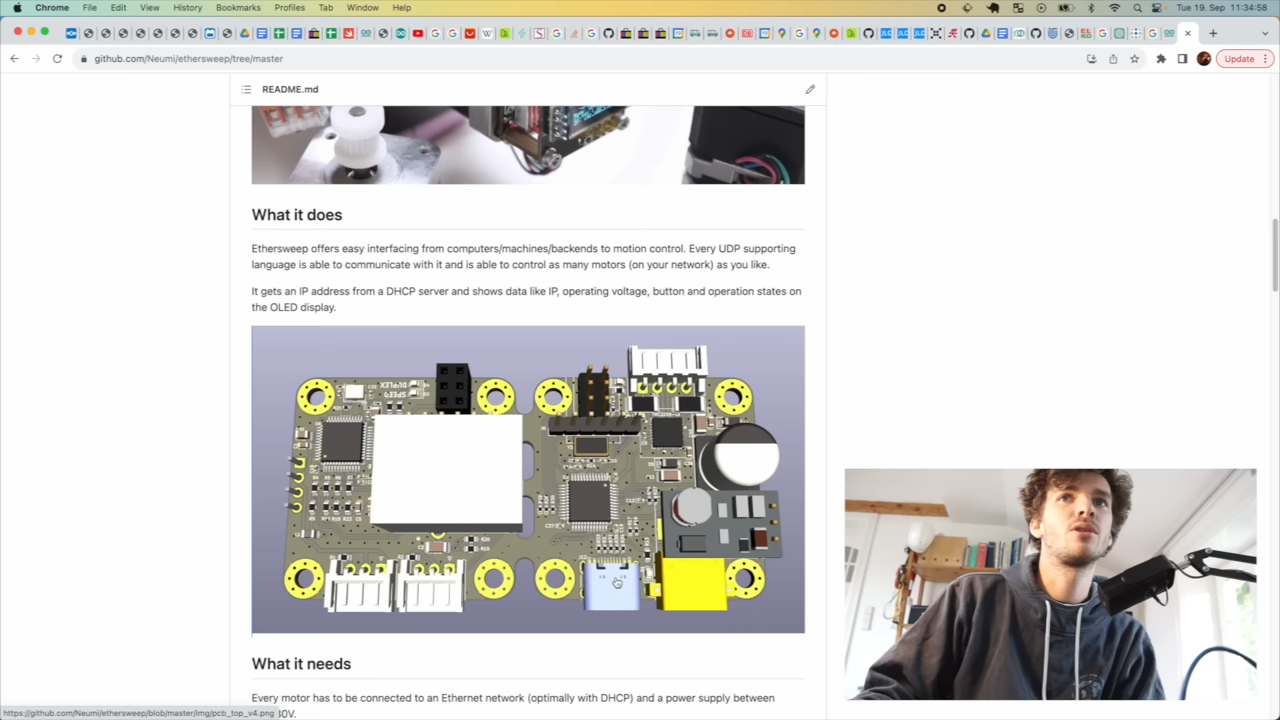 Chrome File Edit View History Bookmarks Profiles Tab Window Help
Tue 19. Sep 11:34:58
github.com/Neumi/ethersweep/tree/master
Update
README.md
What it does
Ethersweep offers easy interfacing from computers/machines/backends to motion control. Every UDP supporting
language is able to communicate with it and is able to control as many motors (on your network) as you like.
It gets an IP address from a DHCP server and shows data like IP, operating voltage, button and operation states on
the OLED display.
DUPLEX
SPEED
What it needs
Every motor has to be connected to an Ethernet network (optimally with DHCP) and a power supply between
30V.
https://github.com/Neumi/ethersweep/blob/master/img/pcb_top_v4.png